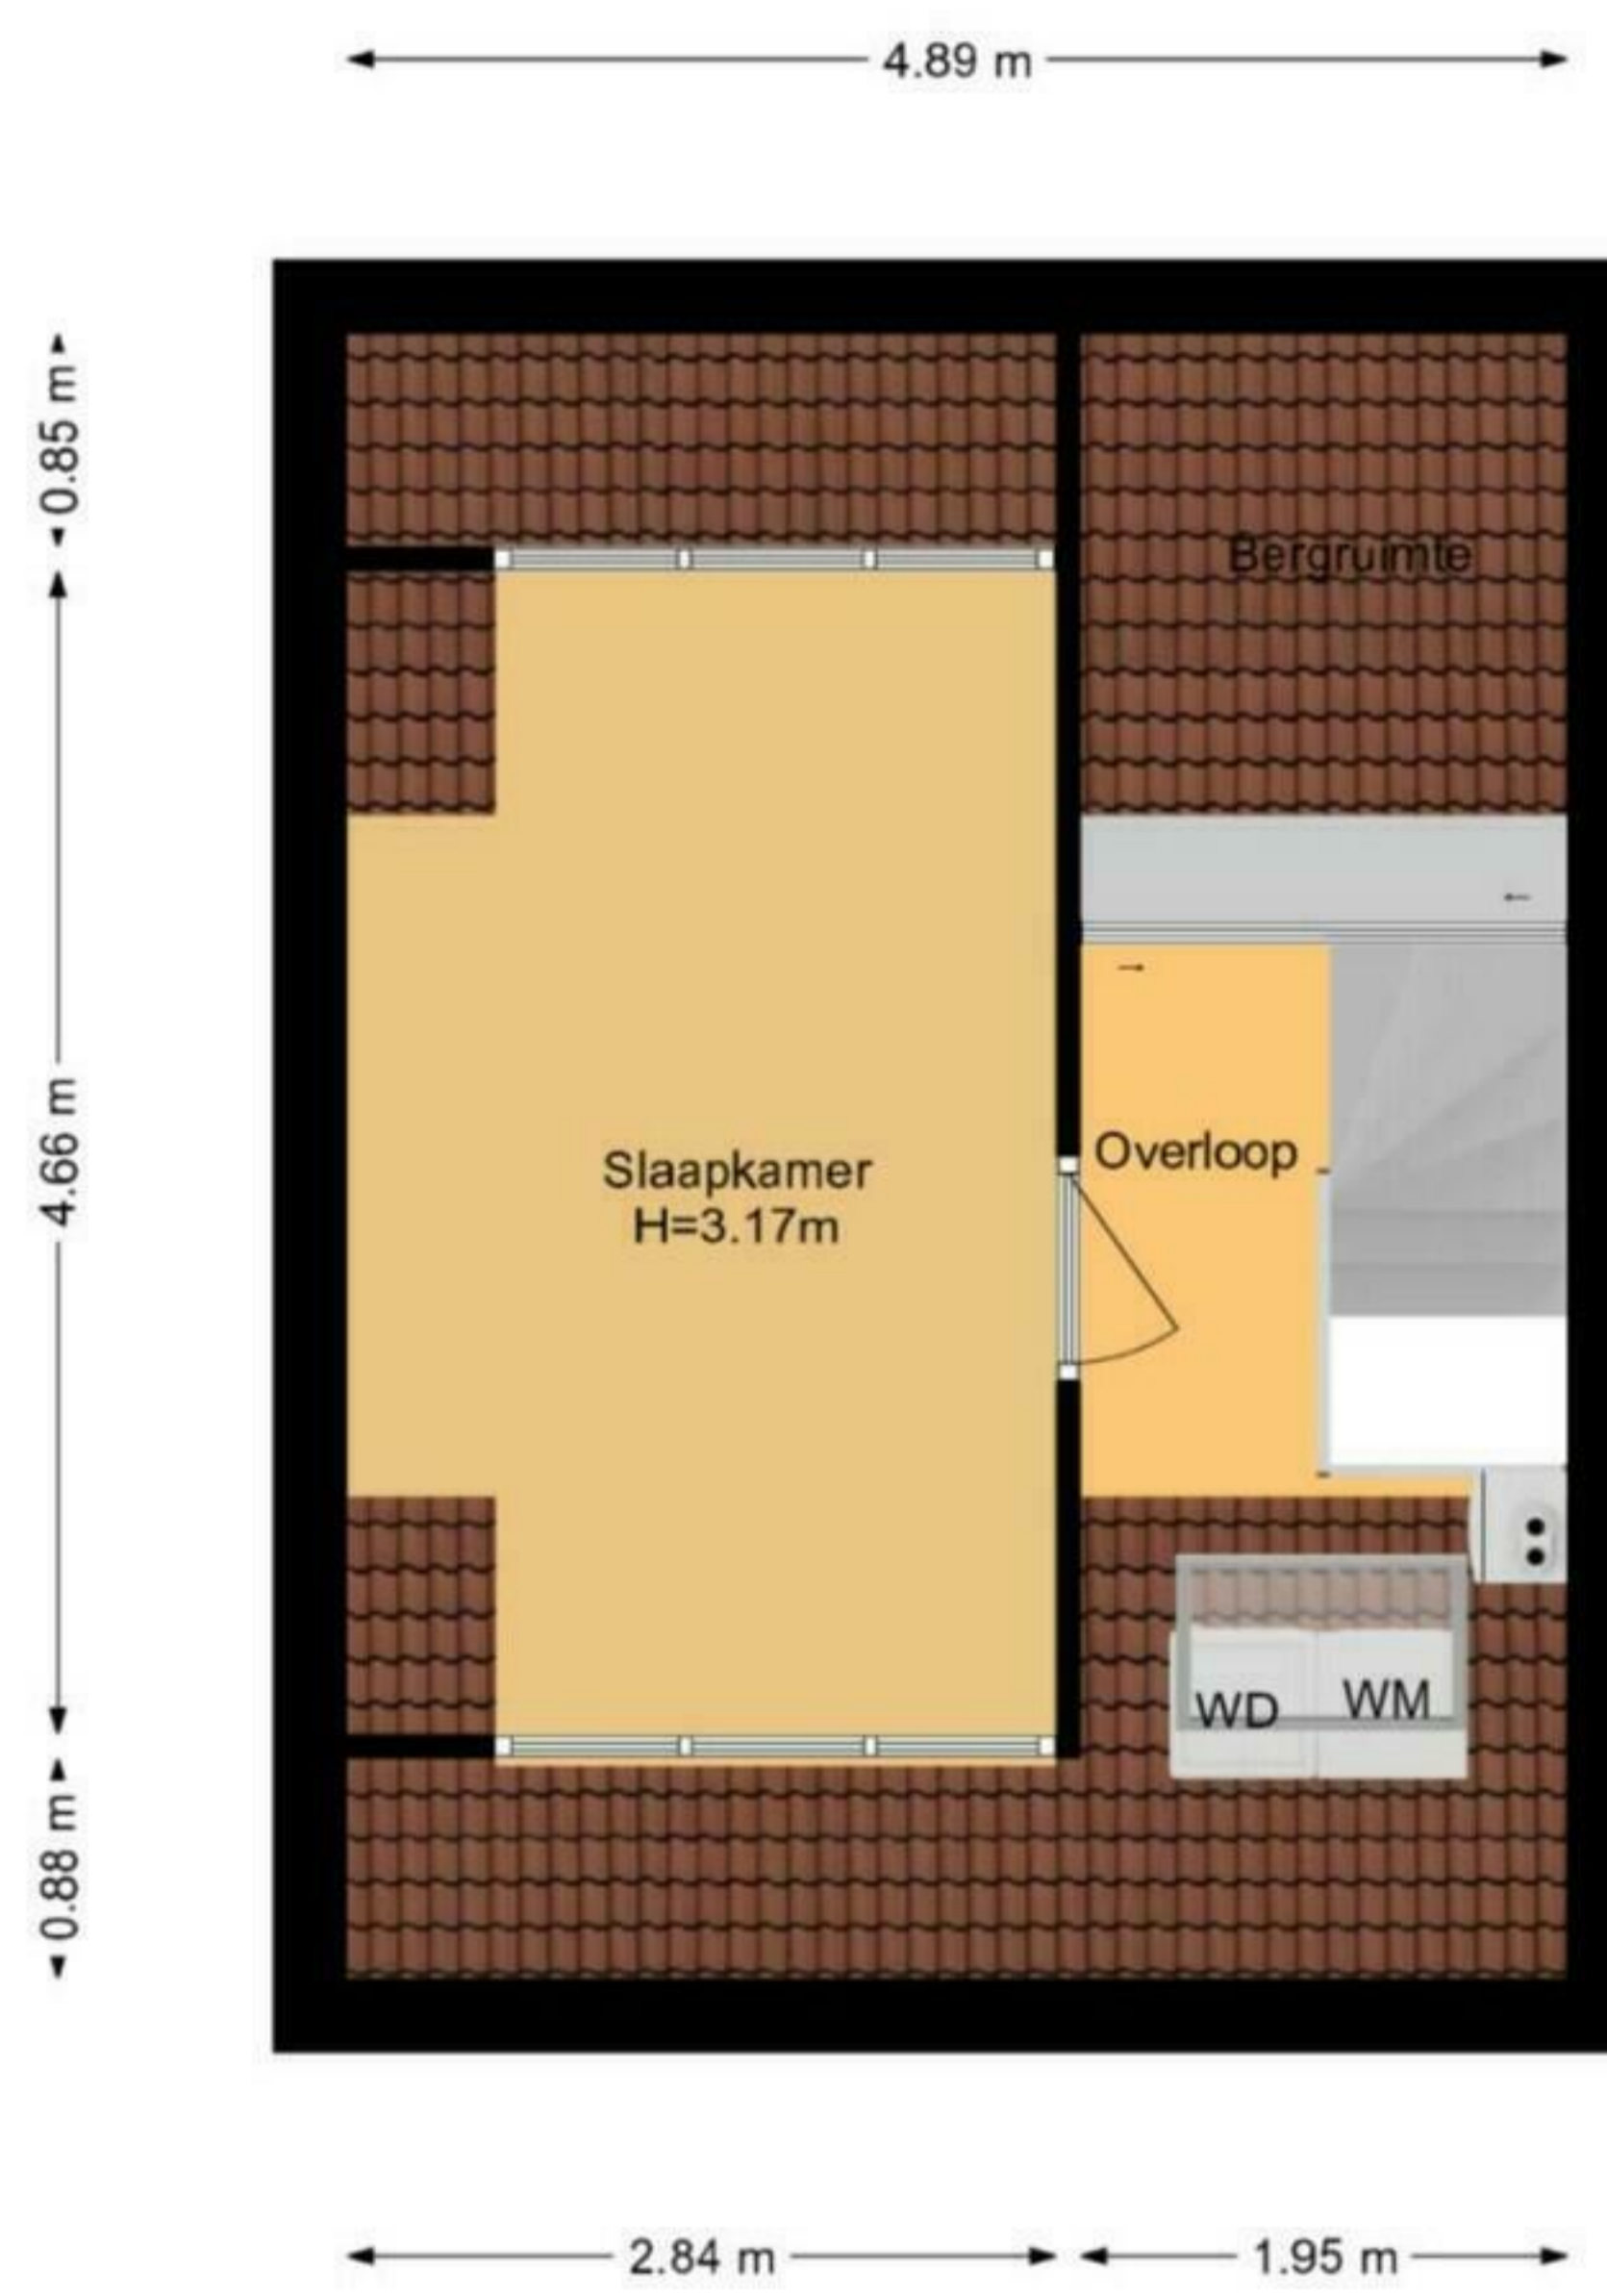 4.89 m
0.85 m
Bergruimte
4.66 m
Overloop
Slaapkamer
H=3.17m
WD
WM
0.88 m
2.84 m
1.95 m